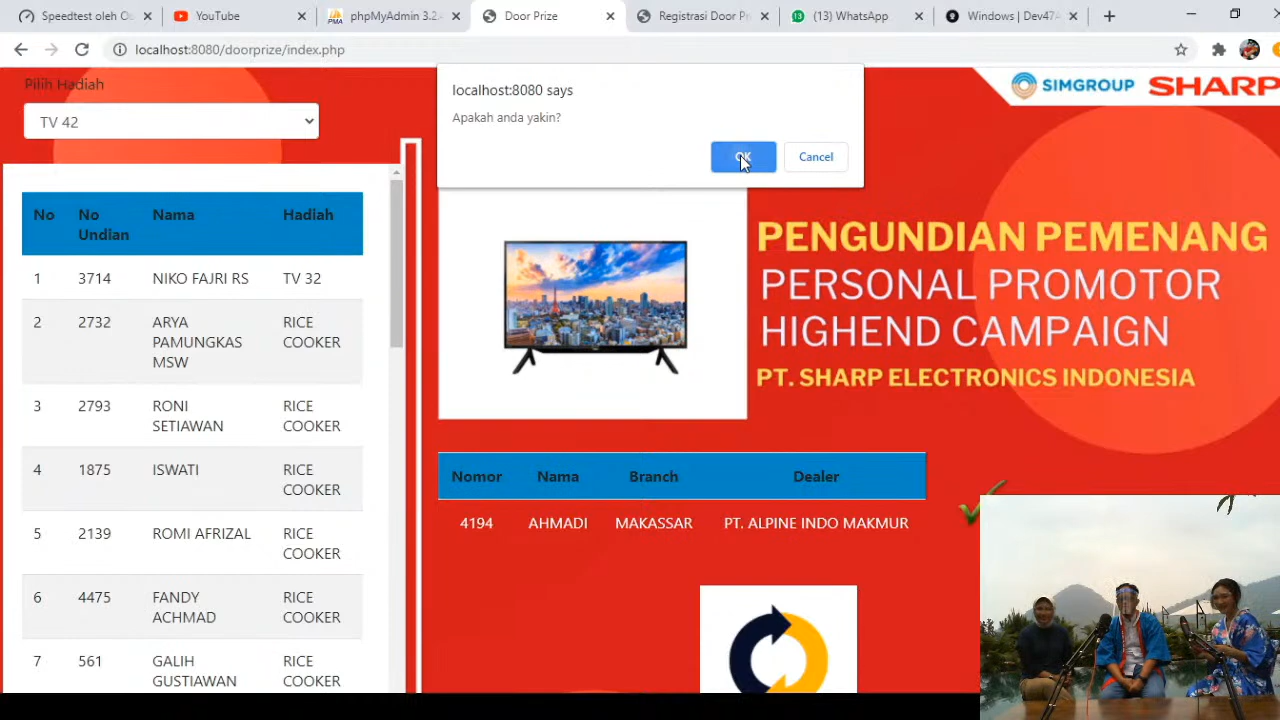 Speedtest oleh O
YouTube
phpMyAdmin 3.2.
Door Prize
Registrasi Door P
(13) WhatsApp
Windows | Dev47A
localhost:8080/doorprize/index.php
Pilih Hadiah
TV 42
localhost:8080 says
Apakah anda yakin?
OK
Cancel
SIMGROUP SHARP
PENGUNDIAN PEMENANG
PERSONAL PROMOTOR
HIGHEND CAMPAIGN
PT. SHARP ELECTRONICS INDONESIA
No No Undian Nama Hadiah
1 3714 NIKO FAJRI RS TV 32
2 2732 ARYA PAMUNGKAS MSW RICE COOKER
3 2793 RONI SETIAWAN RICE COOKER
4 1875 ISWATI RICE COOKER
5 2139 ROMI AFRIZAL RICE COOKER
6 4475 FANDY ACHMAD RICE COOKER
7 561 GALIH GUSTIAWAN RICE COOKER
Nomor Nama Branch Dealer
4194 AHMADI MAKASSAR PT. ALPINE INDO MAKMUR